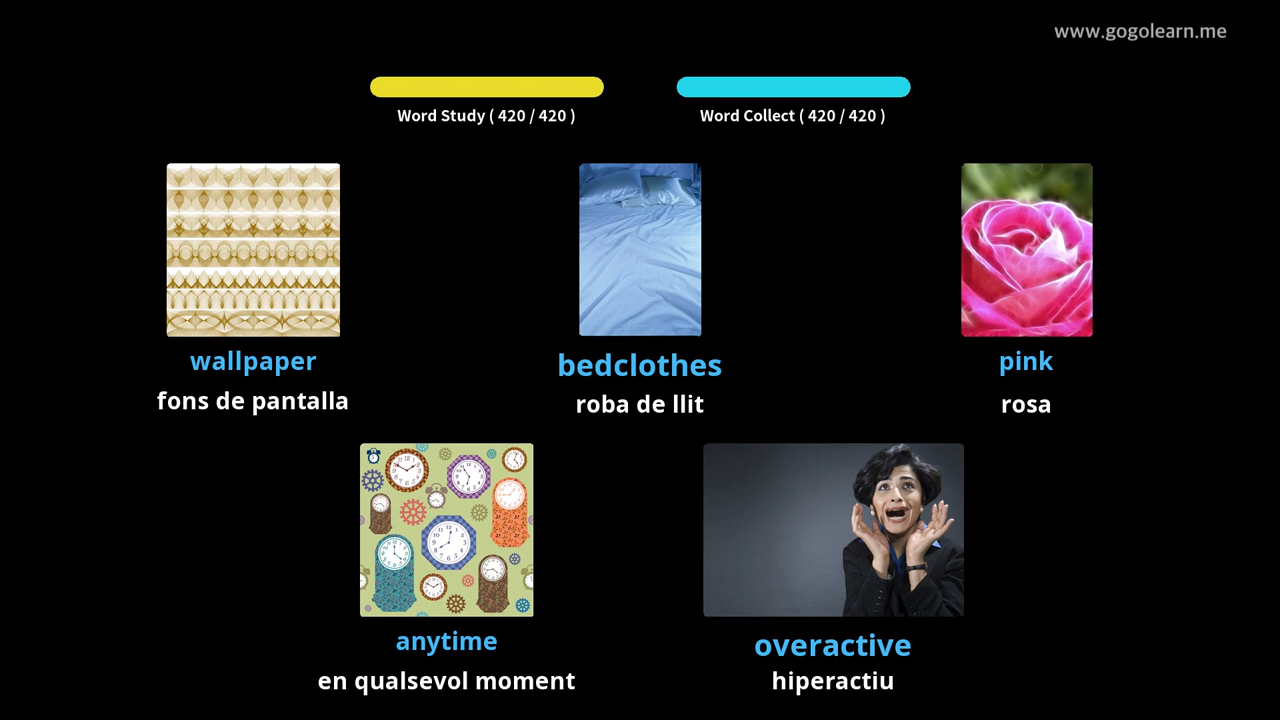 www.gogolearn.me
Word Study ( 420 / 420 )
Word Collect ( 420 / 420 )
wallpaper
fons de pantalla
bedclothes
roba de llit
pink
rosa
anytime
en qualsevol moment
overactive
hiperactiu